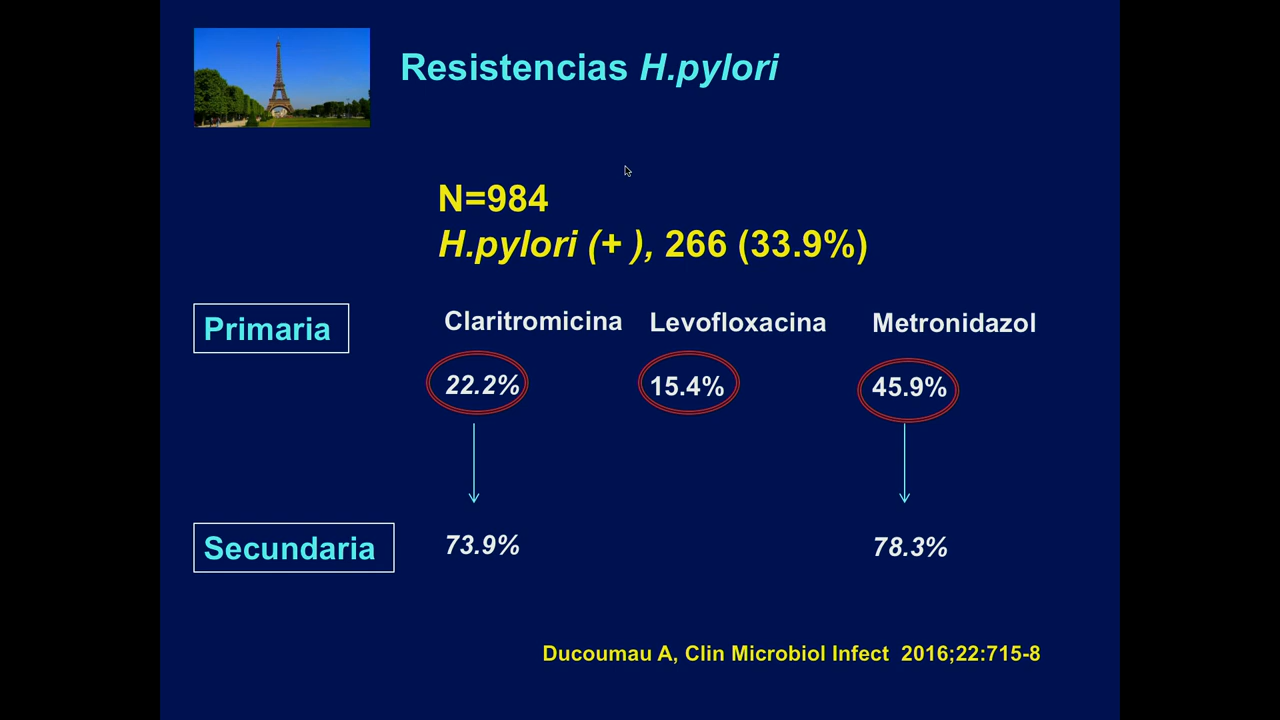 Resistencias H.pylori
N=984
H.pylori (+ ), 266 (33.9%)
Primaria
Claritromicina Levofloxacina Metronidazol
22.2% 15.4% 45.9%
Secundaria
73.9% 78.3%
Ducoumau A, Clin Microbiol Infect 2016;22:715-8